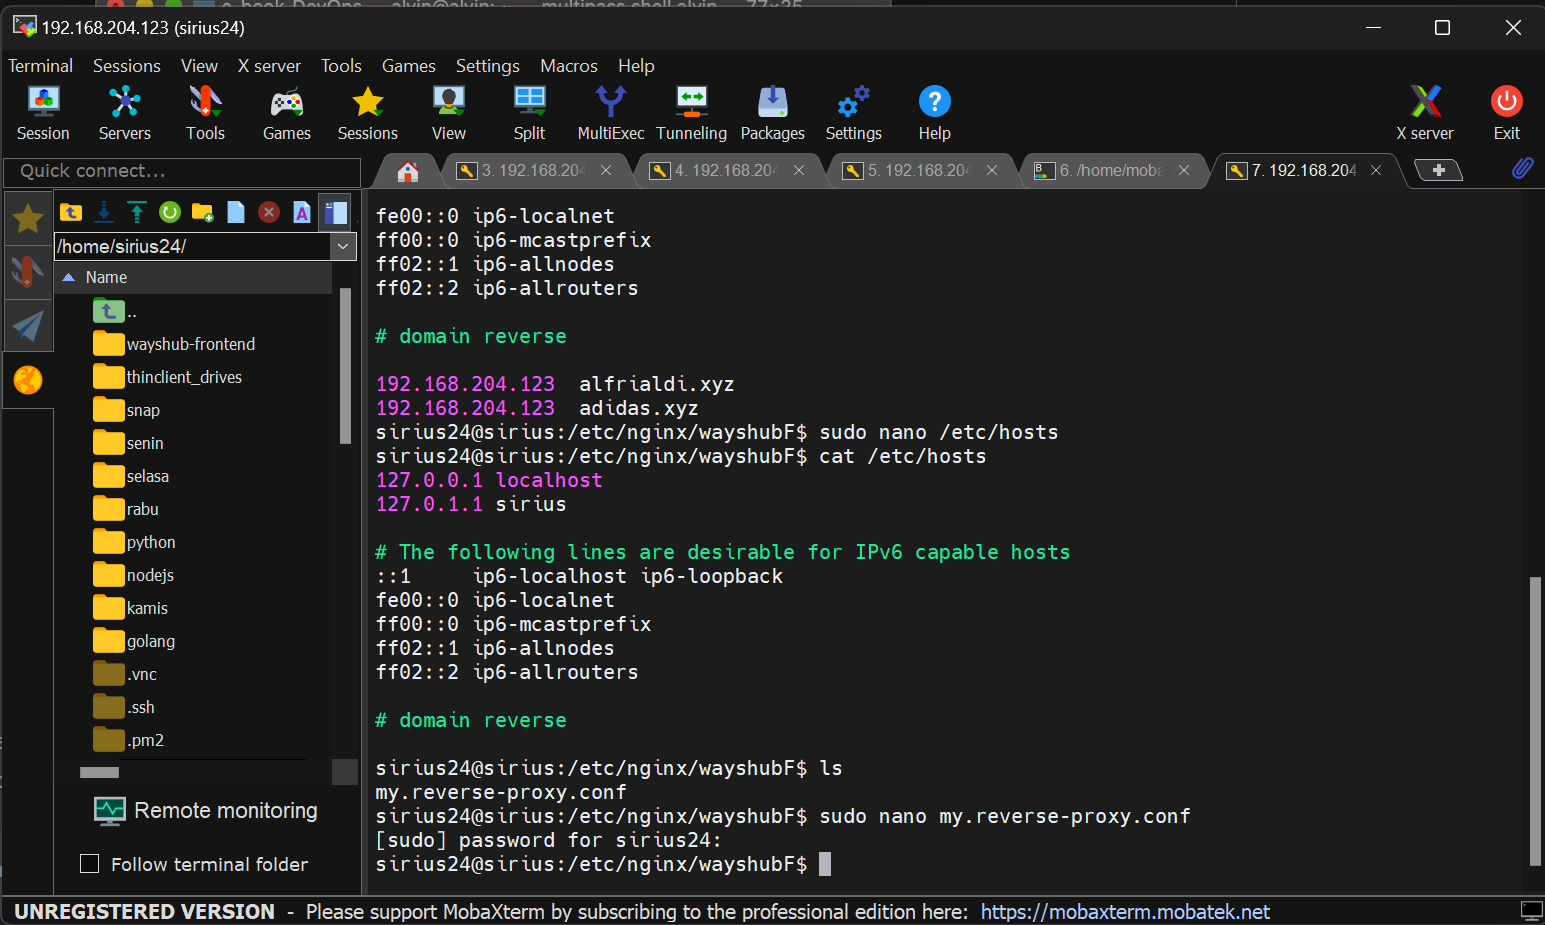 192.168.204.123 (sirius24)
Terminal Sessions View X server Tools Games Settings Macros Help
Session Servers Tools Games Sessions View Split MultiExec Tunneling Packages Settings Help X server Exit
Quick connect...
3. 192.168.204
4. 192.168.204
5. 192.168.204
6. /home/moba
7. 192.168.204
/home/sirius24/
Name
..
wayshub-frontend
thinclient_drives
snap
senin
selasa
rabu
python
nodejs
kamis
golang
.vnc
.ssh
.pm2
Remote monitoring
Follow terminal folder
fe00::0 ip6-localnet
ff00::0 ip6-mcastprefix
ff02::1 ip6-allnodes
ff02::2 ip6-allrouters
# domain reverse
192.168.204.123  alfrialdi.xyz
192.168.204.123  adidas.xyz
sirius24@sirius:/etc/nginx/wayshubF$ sudo nano /etc/hosts
sirius24@sirius:/etc/nginx/wayshubF$ cat /etc/hosts
127.0.0.1 localhost
127.0.1.1 sirius
# The following lines are desirable for IPv6 capable hosts
::1     ip6-localhost ip6-loopback
fe00::0 ip6-localnet
ff00::0 ip6-mcastprefix
ff02::1 ip6-allnodes
ff02::2 ip6-allrouters
# domain reverse
sirius24@sirius:/etc/nginx/wayshubF$ ls
my.reverse-proxy.conf
sirius24@sirius:/etc/nginx/wayshubF$ sudo nano my.reverse-proxy.conf
[sudo] password for sirius24:
sirius24@sirius:/etc/nginx/wayshubF$
UNREGISTERED VERSION - Please support MobaXterm by subscribing to the professional edition here: https://mobaxterm.mobatek.net